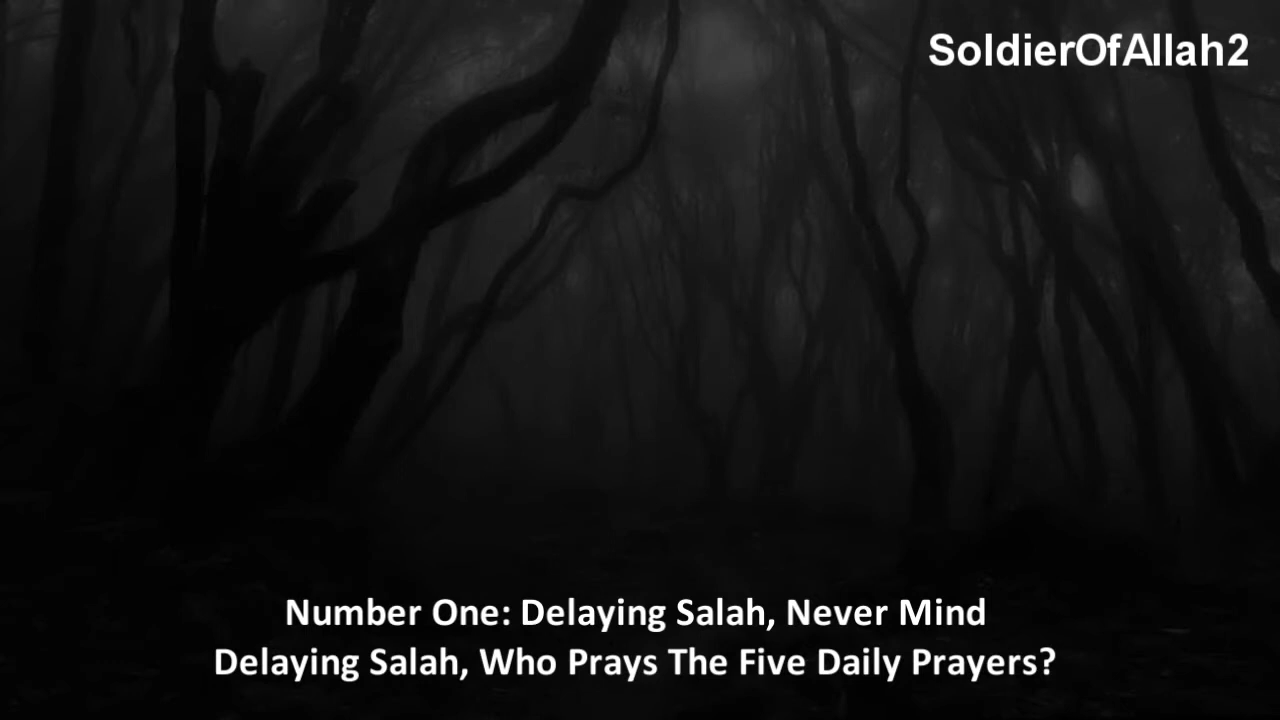 SoldierOfAllah2
Number One: Delaying Salah, Never Mind
Delaying Salah, Who Prays The Five Daily Prayers?